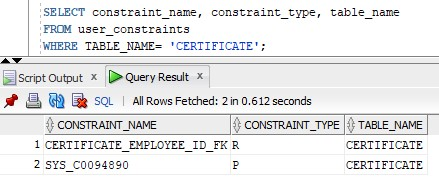 SELECT constraint_name, constraint_type, table_name
FROM user_constraints
WHERE TABLE_NAME= 'CERTIFICATE';
Script Output x Query Result x
SQL | All Rows Fetched: 2 in 0.612 seconds
CONSTRAINT_NAME CONSTRAINT_TYPE TABLE_NAME
1 CERTIFICATE_EMPLOYEE_ID_FK R CERTIFICATE
2 SYS_C0094890 P CERTIFICATE